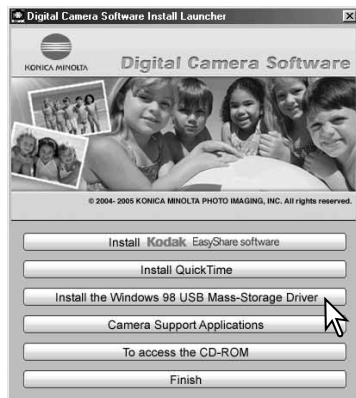 Digital Camera Software Install Launcher
KONICA MINOLTA
Digital Camera Software
© 2004- 2005 KONICA MINOLTA PHOTO IMAGING, INC. All rights reserved.
Install Kodak EasyShare software
Install QuickTime
Install the Windows 98 USB Mass-Storage Driver
Camera Support Applications
To access the CD-ROM
Finish